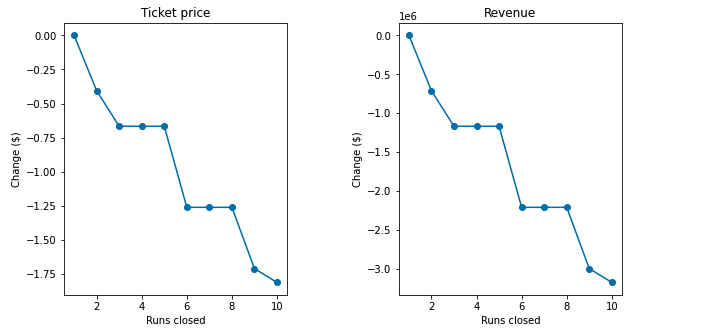 Ticket price
0.00
−0.25
−0.50
−0.75
−1.00
−1.25
−1.50
−1.75
Change ($)
2 4 6 8 10
Runs closed
Revenue
1e6
0.0
−0.5
−1.0
−1.5
−2.0
−2.5
−3.0
Change ($)
2 4 6 8 10
Runs closed